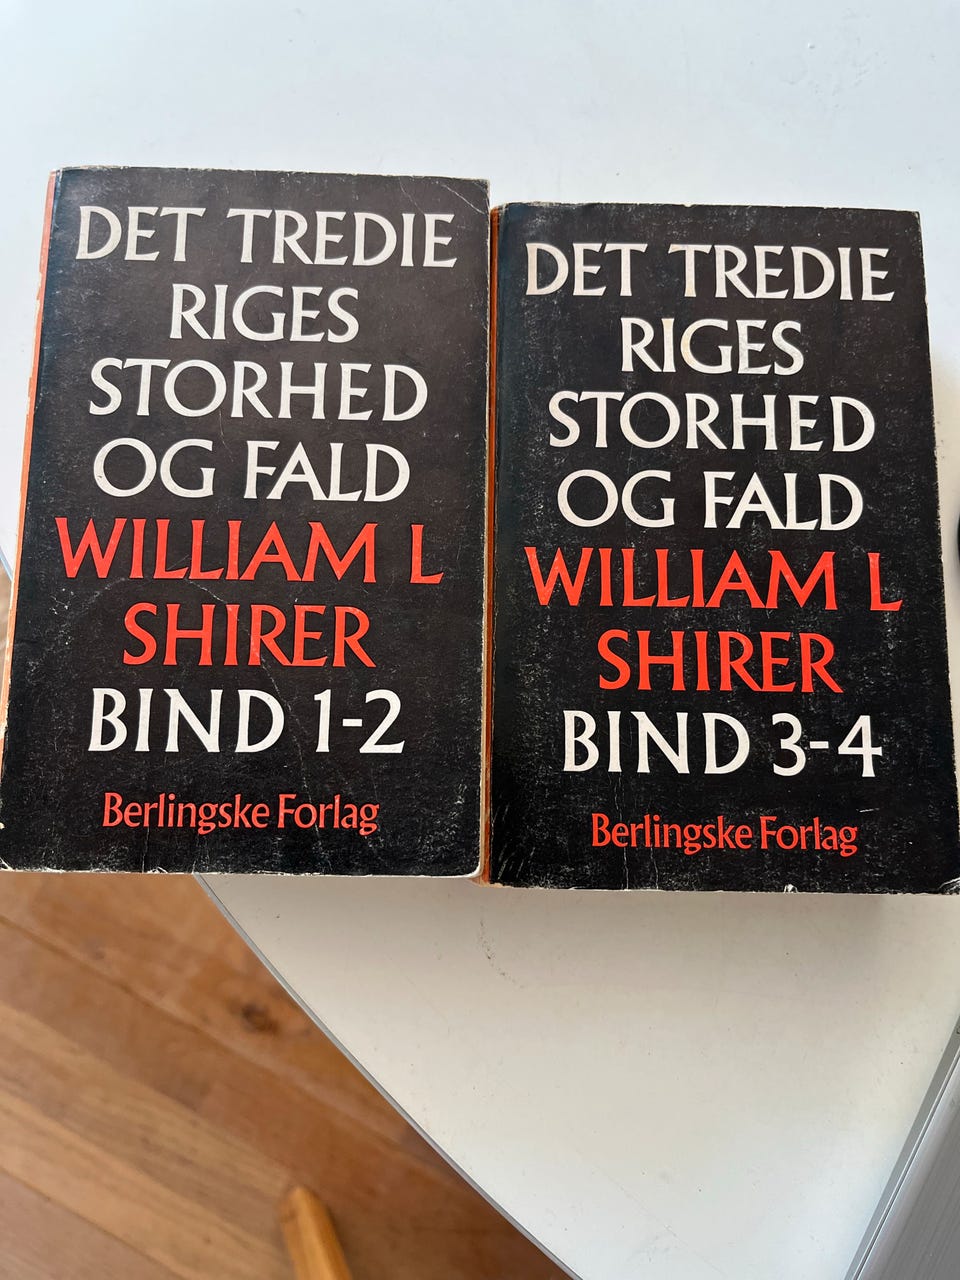 DET TREDIE
RIGES
STORHED
OG FALD
WILLIAM L
SHIRER
BIND 1-2
Berlingske Forlag
DET TREDIE
RIGES
STORHED
OG FALD
WILLIAM L
SHIRER
BIND 3-4
Berlingske Forlag